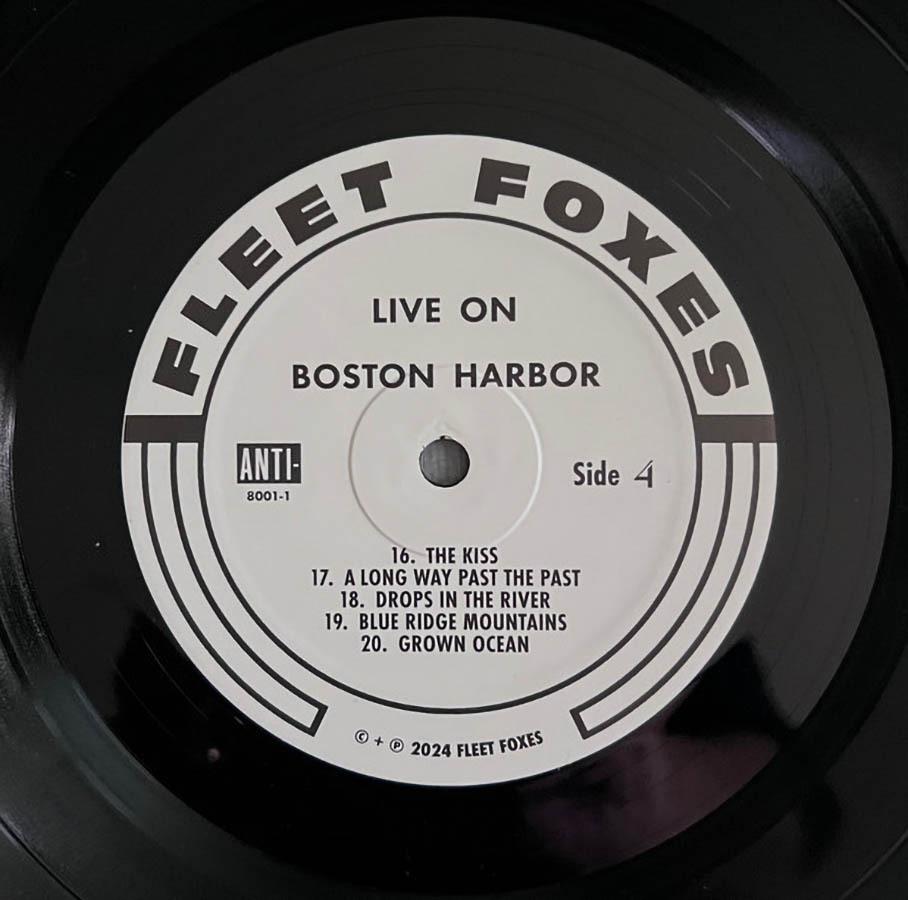 FLEET FOXES
LIVE ON
BOSTON HARBOR
ANTI-
8001-1
Side 4
16. THE KISS
17. A LONG WAY PAST THE PAST
18. DROPS IN THE RIVER
19. BLUE RIDGE MOUNTAINS
20. GROWN OCEAN
© + ℗ 2024 FLEET FOXES